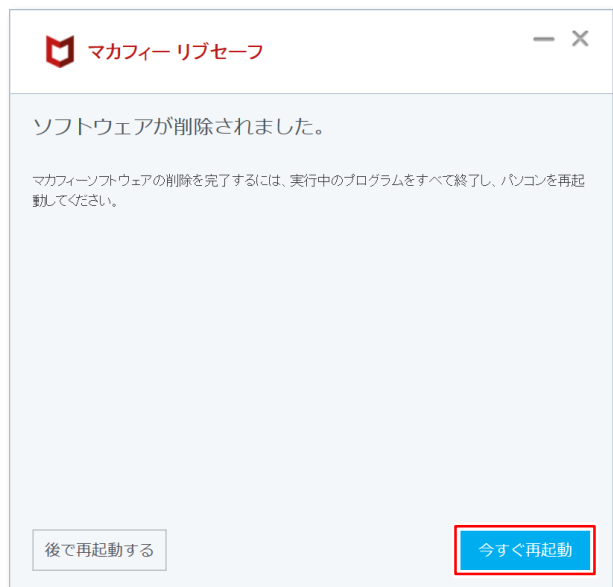 マカフィー リブセーフ
ソフトウェアが削除されました。
マカフィーソフトウェアの削除を完了するには、実行中のプログラムをすべて終了し、パソコンを再起
動してください。
後で再起動する
今すぐ再起動